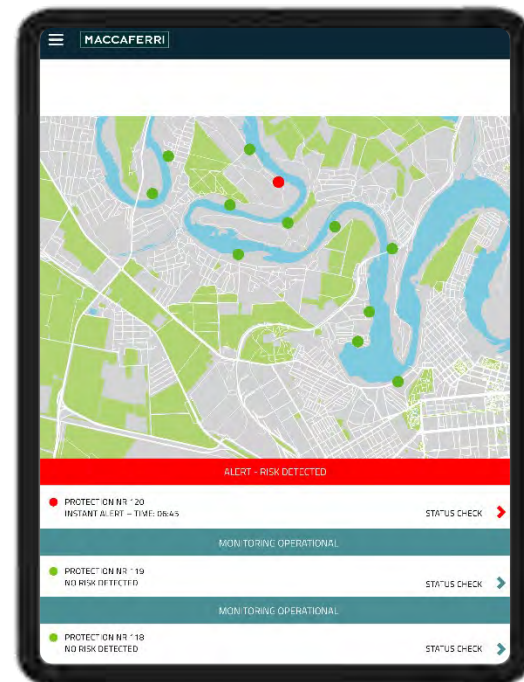 MACCAFERRI
ALERT - RISK DETECTED
PROTECTION NR 120
INSTANT ALERT – TIME: 06:45
STATUS CHECK
MONITORING OPERATIONAL
PROTECTION NR 119
NO RISK DETECTED
STATUS CHECK
MONITORING OPERATIONAL
PROTECTION NR 118
NO RISK DETECTED
STATUS CHECK